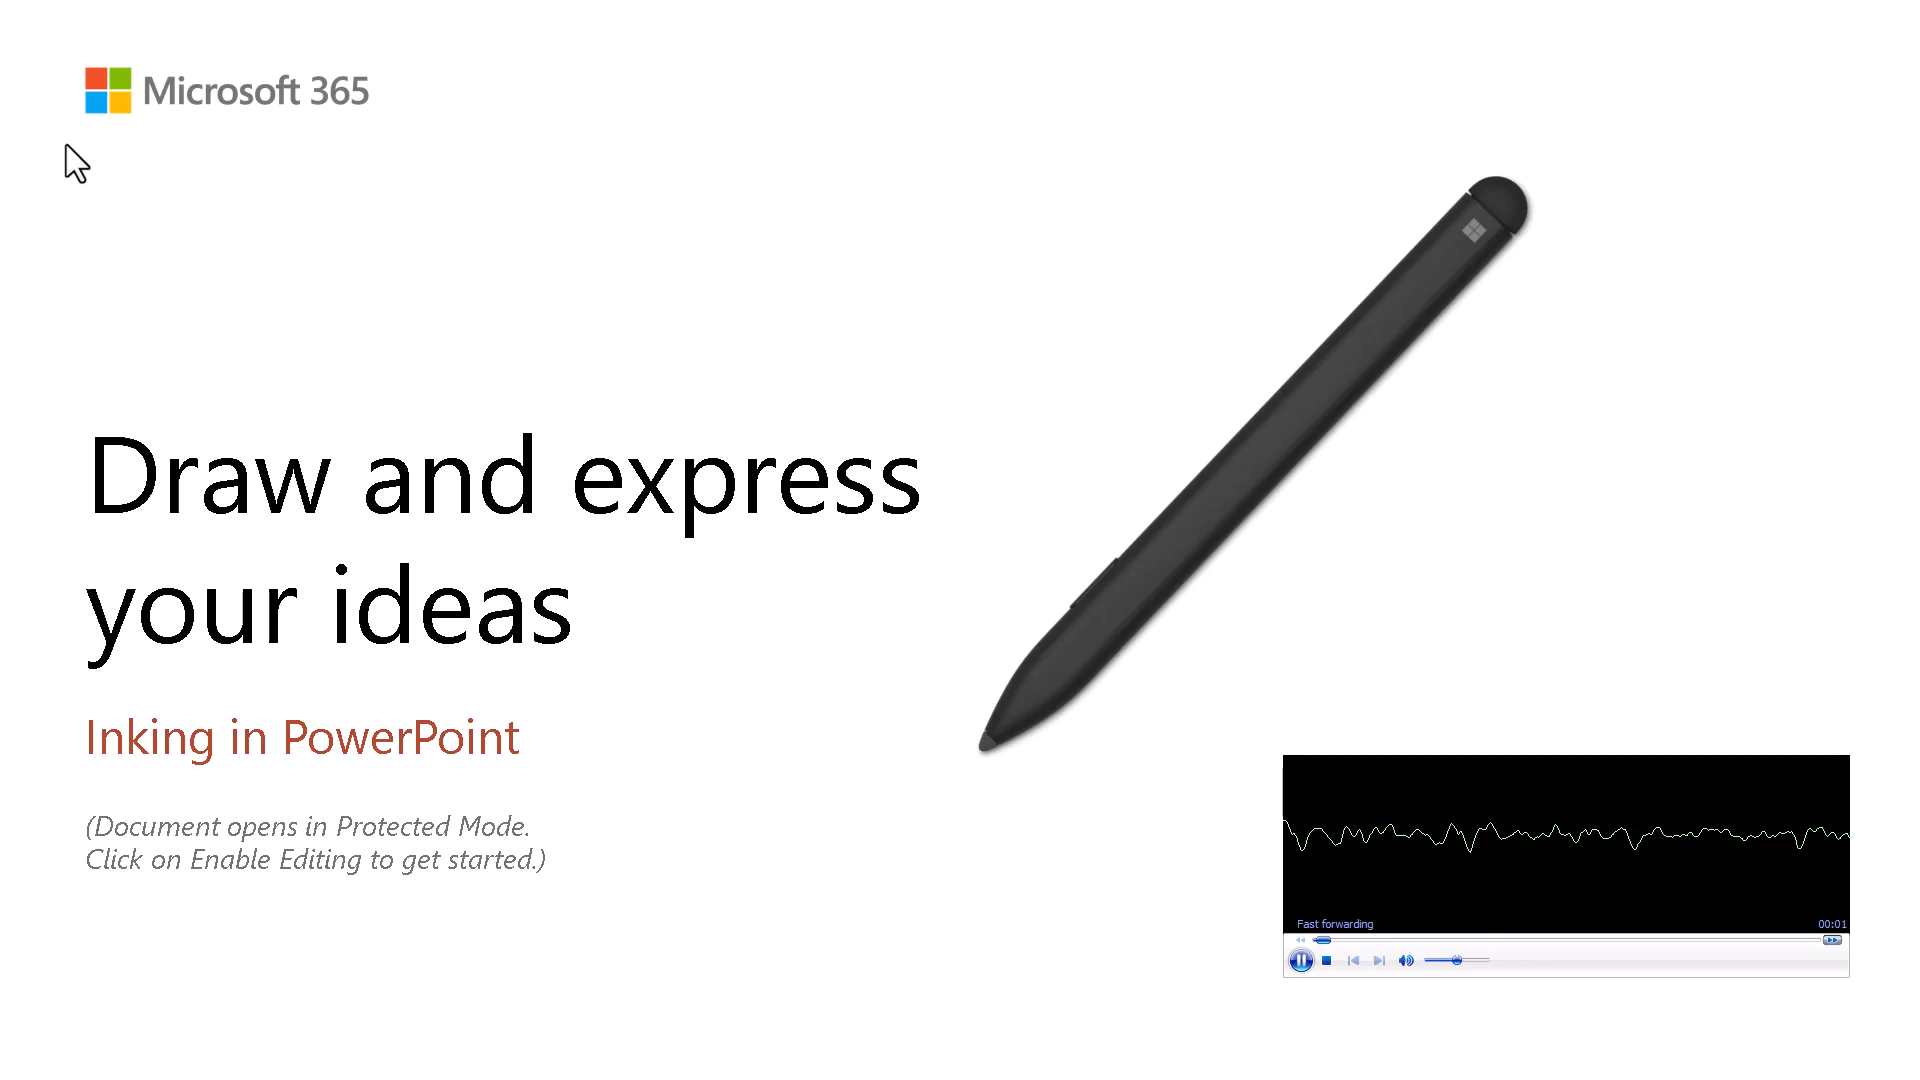 Microsoft 365
Draw and express
your ideas
Inking in PowerPoint
(Document opens in Protected Mode.
Click on Enable Editing to get started.)
Fast forwarding
00:01